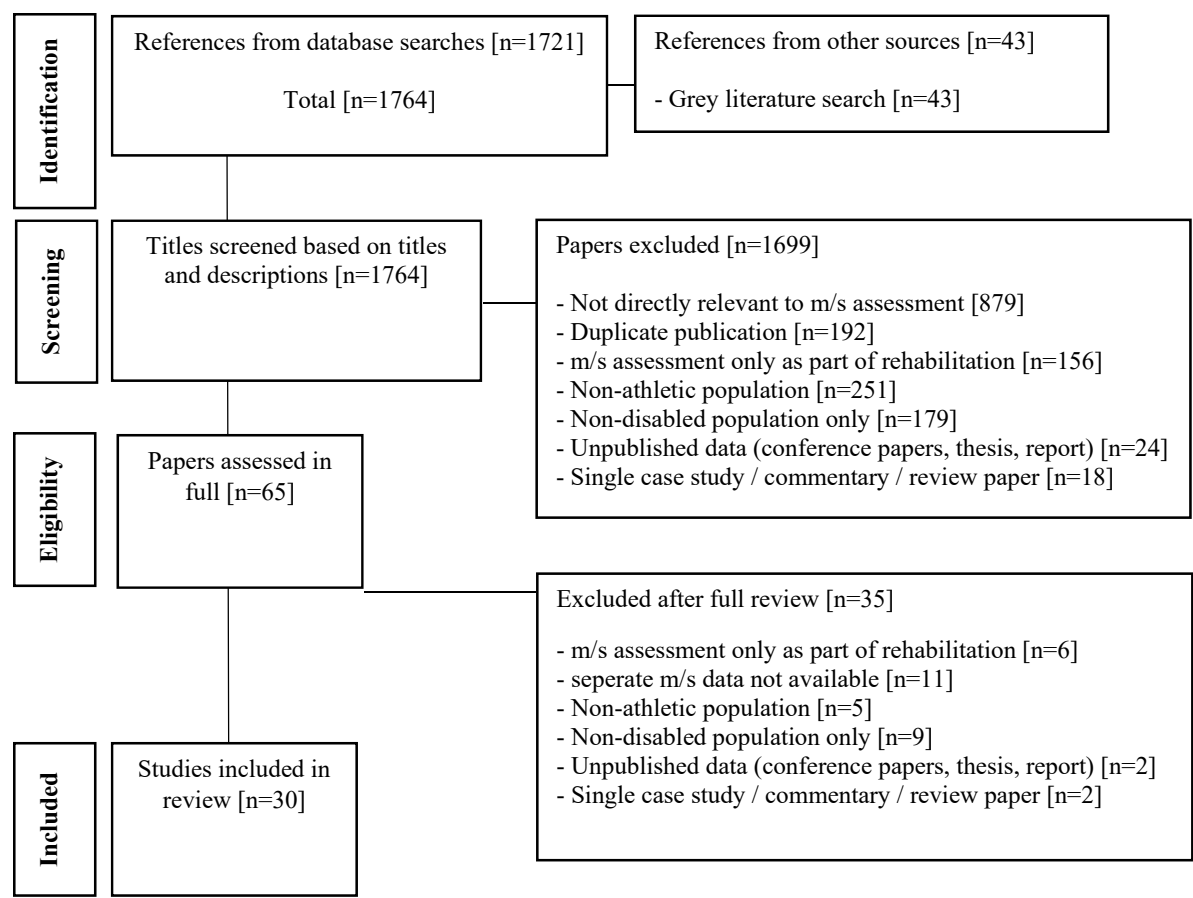 Identification
References from database searches [n=1721]
Total [n=1764]
References from other sources [n=43]
- Grey literature search [n=43]
Screening
Titles screened based on titles
and descriptions [n=1764]
Papers excluded [n=1699]
- Not directly relevant to m/s assessment [879]
- Duplicate publication [n=192]
- m/s assessment only as part of rehabilitation [n=156]
- Non-athletic population [n=251]
- Non-disabled population only [n=179]
- Unpublished data (conference papers, thesis, report) [n=24]
- Single case study / commentary / review paper [n=18]
Eligibility
Papers assessed in
full [n=65]
Excluded after full review [n=35]
- m/s assessment only as part of rehabilitation [n=6]
- seperate m/s data not available [n=11]
- Non-athletic population [n=5]
- Non-disabled population only [n=9]
- Unpublished data (conference papers, thesis, report) [n=2]
- Single case study / commentary / review paper [n=2]
Included
Studies included in
review [n=30]